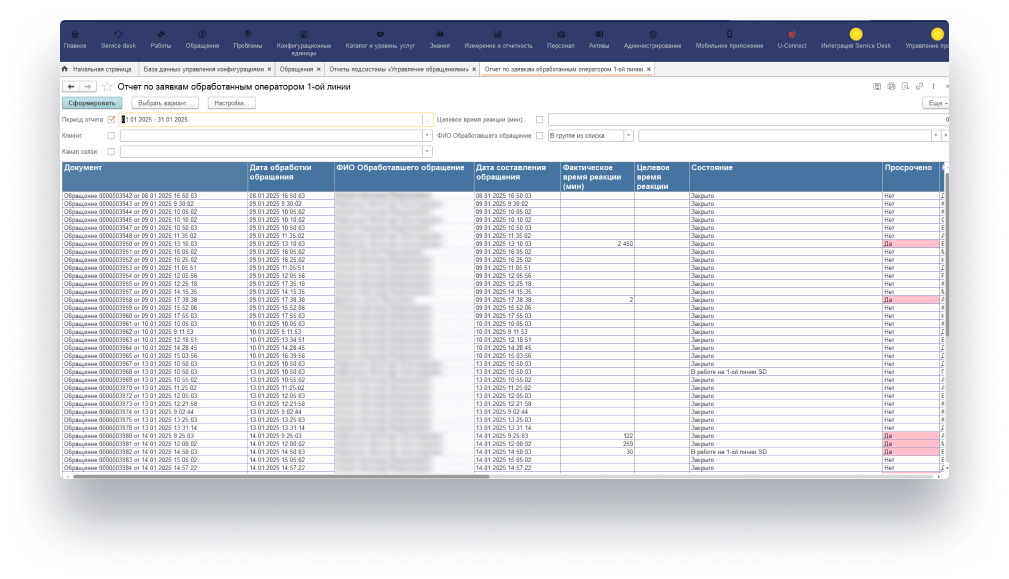 Главное Service desk Работы Обращения Проблемы Конфигурационные единицы Каталог и уровень услуг Знания Измерение и отчетность Персонал Активы Администрирование Мобильное приложение U-Connect Интеграция Service Desk Управление про
Начальная страница База данных управления конфигурациями × Обращения × Отчеты подсистемы «Управление обращениями» × Отчет по заявкам обработанным оператором 1-ой линии ×
Отчет по заявкам обработанным оператором 1-ой линии
Сформировать Выбрать вариант... Настройки... Еще
Период отчета: 01.01.2025 - 31.01.2025 ... Целевое время реакции (мин): 0
Клиент: ФИО Обработавшего обращение: В группе из списка
Канал связи:
Документ Дата обработки обращения ФИО Обработавшего обращение Дата составления обращения Фактическое время реакции (мин) Целевое время реакции Состояние Просрочено
Обращение 0000003942 от 08.01.2025 16:50:03 08.01.2025 16:50:03 08.01.2025 16:50:03 Закрыто Нет
Обращение 0000003943 от 09.01.2025 9:30:02 09.01.2025 9:30:02 09.01.2025 9:30:02 Закрыто Нет
Обращение 0000003944 от 09.01.2025 10:05:02 09.01.2025 10:05:02 09.01.2025 10:05:02 Закрыто Нет
Обращение 0000003945 от 09.01.2025 10:10:02 09.01.2025 10:10:02 09.01.2025 10:10:02 Закрыто Нет
Обращение 0000003947 от 09.01.2025 10:50:03 09.01.2025 10:50:03 09.01.2025 10:50:03 Закрыто Нет
Обращение 0000003948 от 09.01.2025 11:35:02 09.01.2025 11:35:02 09.01.2025 11:35:02 Закрыто Нет
Обращение 0000003950 от 09.01.2025 13:10:03 09.01.2025 13:10:03 09.01.2025 13:10:03 2 450 Закрыто Да
Обращение 0000003951 от 09.01.2025 16:05:02 09.01.2025 16:05:02 09.01.2025 16:05:02 Закрыто Нет
Обращение 0000003952 от 09.01.2025 16:25:02 09.01.2025 16:25:02 09.01.2025 16:25:02 Закрыто Нет
Обращение 0000003953 от 09.01.2025 11:05:51 09.01.2025 11:05:51 09.01.2025 11:05:51 Закрыто Нет
Обращение 0000003954 от 09.01.2025 12:05:56 09.01.2025 12:05:56 09.01.2025 12:05:56 Закрыто Нет
Обращение 0000003955 от 09.01.2025 12:25:18 09.01.2025 17:35:18 09.01.2025 12:25:18 Закрыто Нет
Обращение 0000003957 от 09.01.2025 14:15:35 09.01.2025 14:15:35 09.01.2025 14:15:35 Закрыто Нет
Обращение 0000003958 от 09.01.2025 17:38:38 09.01.2025 17:38:38 09.01.2025 17:38:38 2 Закрыто Да
Обращение 0000003959 от 09.01.2025 15:52:06 09.01.2025 15:52:06 09.01.2025 15:52:06 Закрыто Нет
Обращение 0000003960 от 09.01.2025 17:55:03 09.01.2025 17:55:03 09.01.2025 17:55:03 Закрыто Нет
Обращение 0000003961 от 10.01.2025 10:05:03 10.01.2025 10:05:03 10.01.2025 10:05:03 Закрыто Нет
Обращение 0000003962 от 10.01.2025 9:11:53 10.01.2025 9:11:53 10.01.2025 9:11:53 Закрыто Нет
Обращение 0000003963 от 10.01.2025 12:18:51 10.01.2025 13:34:51 10.01.2025 12:18:51 Закрыто Нет
Обращение 0000003964 от 10.01.2025 14:28:45 10.01.2025 14:28:45 10.01.2025 14:28:45 Закрыто Нет
Обращение 0000003965 от 10.01.2025 15:03:56 10.01.2025 16:39:56 10.01.2025 15:03:56 Закрыто Нет
Обращение 0000003967 от 13.01.2025 10:50:03 13.01.2025 10:50:03 13.01.2025 10:50:03 Закрыто Нет
Обращение 0000003968 от 13.01.2025 10:50:03 13.01.2025 10:50:03 13.01.2025 10:50:03 В работе на 1-ой линии SD Нет
Обращение 0000003969 от 13.01.2025 10:55:02 13.01.2025 10:55:02 13.01.2025 10:55:02 Закрыто Нет
Обращение 0000003970 от 13.01.2025 11:25:02 13.01.2025 11:25:02 13.01.2025 11:25:02 Закрыто Нет
Обращение 0000003972 от 13.01.2025 12:05:03 13.01.2025 12:05:03 13.01.2025 12:05:03 Закрыто Нет
Обращение 0000003973 от 13.01.2025 12:21:58 13.01.2025 12:21:58 13.01.2025 12:21:58 Закрыто Нет
Обращение 0000003974 от 13.01.2025 9:02:44 13.01.2025 9:02:44 13.01.2025 9:02:44 Закрыто Нет
Обращение 0000003975 от 13.01.2025 13:25:03 13.01.2025 13:25:03 13.01.2025 13:25:03 Закрыто Нет
Обращение 0000003978 от 13.01.2025 13:31:14 13.01.2025 13:31:14 13.01.2025 13:31:14 Закрыто Нет
Обращение 0000003980 от 14.01.2025 9:25:03 14.01.2025 9:25:03 14.01.2025 9:25:03 122 Закрыто Да
Обращение 0000003981 от 14.01.2025 12:00:02 14.01.2025 12:00:02 14.01.2025 12:00:02 259 Закрыто Да
Обращение 0000003982 от 14.01.2025 14:50:03 14.01.2025 14:50:03 14.01.2025 14:50:03 30 В работе на 1-ой линии SD Да
Обращение 0000003983 от 14.01.2025 15:05:02 14.01.2025 15:05:02 14.01.2025 15:05:02 Закрыто Нет
Обращение 0000003984 от 14.01.2025 14:57:22 14.01.2025 14:57:22 14.01.2025 14:57:22 Закрыто Нет